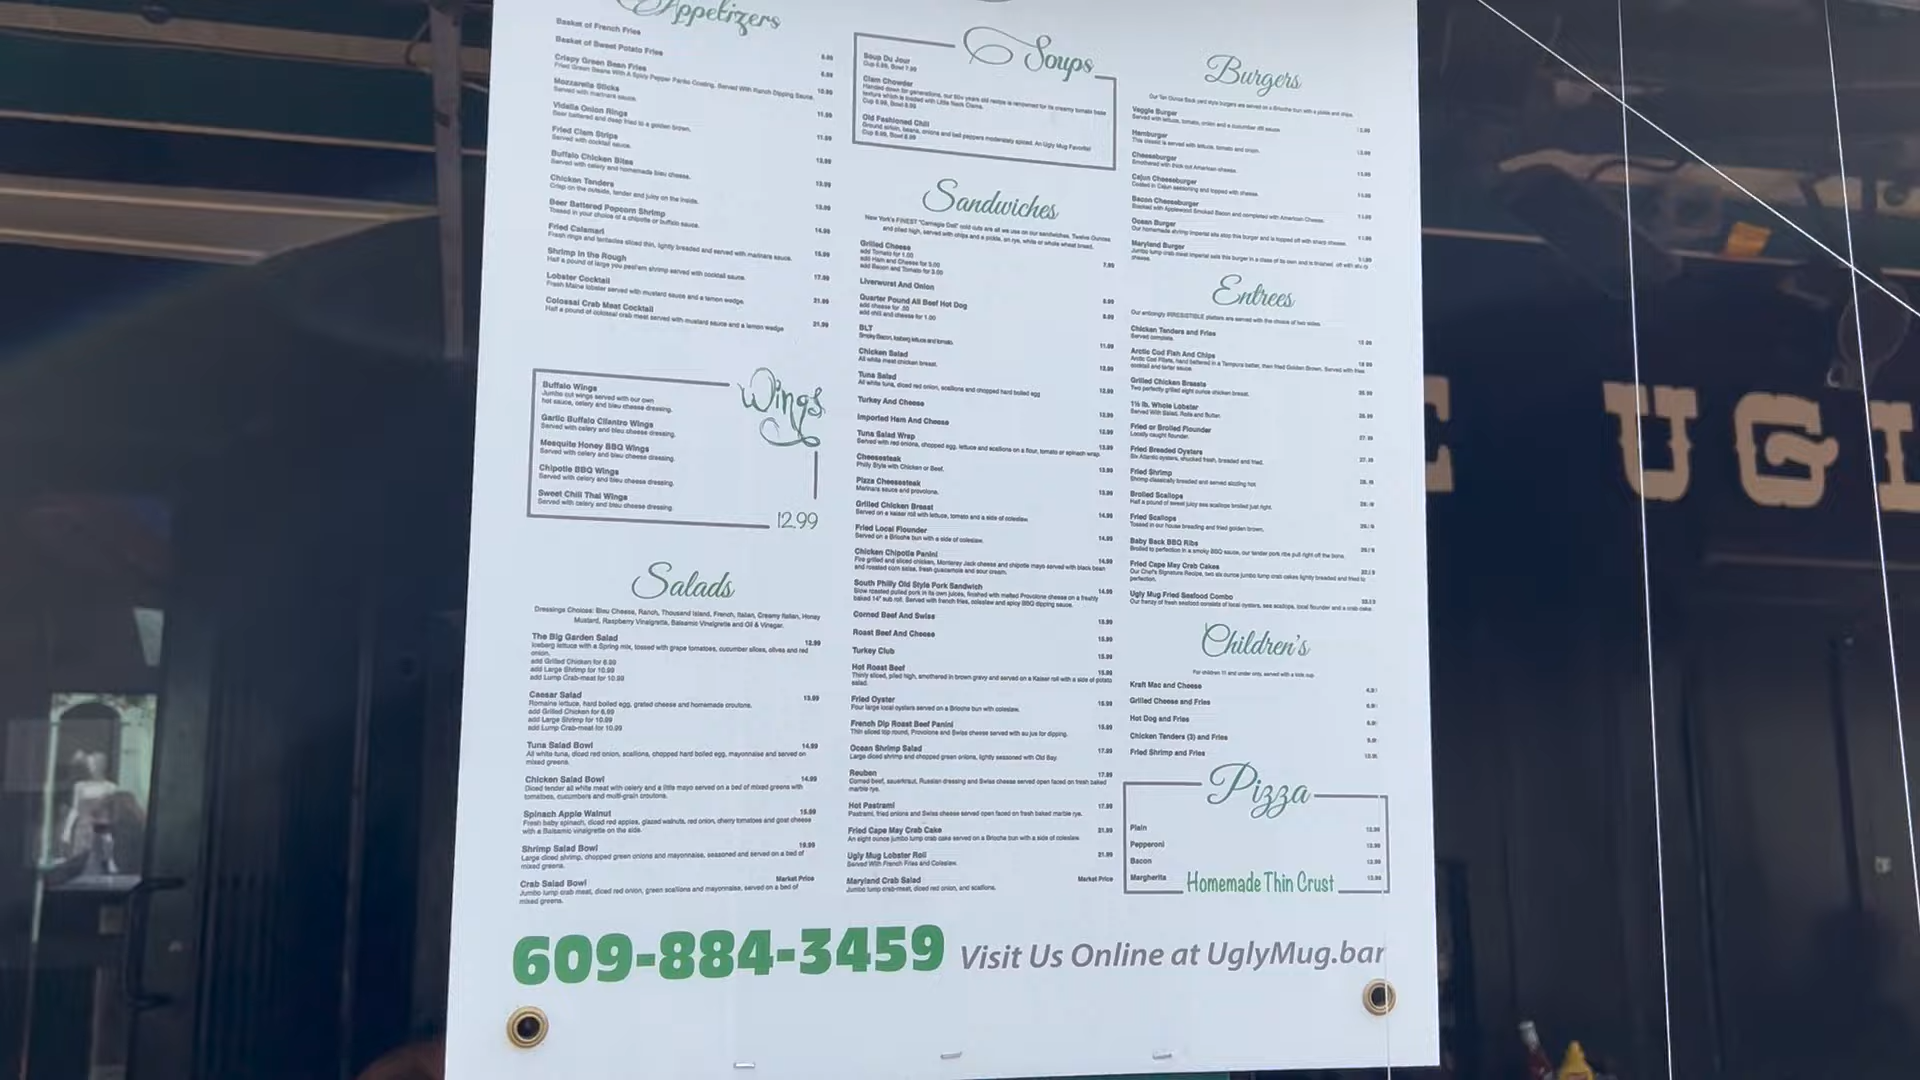 Appetizers
Basket of French Fries
Basket of Sweet Potato Fries
Crispy Green Bean Fries
Fried Green Beans With A Spicy Pepper Panko Coating. Served With Ranch Dipping Sauce.
Mozzarella Sticks
Served with marinara sauce.
Vidalia Onion Rings
Beer battered and deep fried to a golden brown.
Fried Clam Strips
Served with cocktail sauce.
Buffalo Chicken Bites
Served with celery and homemade bleu cheese.
Chicken Tenders
Crisp on the outside, tender and juicy on the inside.
Beer Battered Popcorn Shrimp
Tossed in your choice of a chipotle or buffalo sauce.
Fried Calamari
Fresh rings and tentacles sliced thin, lightly breaded and served with marinara sauce.
Shrimp in the Rough
Half a pound of large you peel'em shrimp served with cocktail sauce.
Lobster Cocktail
Fresh Maine lobster served with mustard sauce and a lemon wedge.
Colossal Crab Meat Cocktail
Half a pound of colossal crab meat served with mustard sauce and a lemon wedge
Wings
Buffalo Wings
Jumbo cut wings served with our own
hot sauce, celery and bleu cheese dressing.
Garlic Buffalo Cilantro Wings
Served with celery and bleu cheese dressing.
Mesquite Honey BBQ Wings
Served with celery and bleu cheese dressing.
Chipotle BBQ Wings
Served with celery and bleu cheese dressing.
Sweet Chili Thai Wings
Served with celery and bleu cheese dressing.
12.99
Salads
Dressings Choices: Bleu Cheese, Ranch, Thousand Island, French, Italian, Creamy Italian, Honey
Mustard, Raspberry Vinaigrette, Balsamic Vinaigrette and Oil & Vinegar.
The Big Garden Salad
Iceberg lettuce with a Spring mix, tossed with grape tomatoes, cucumber slices, olives and red
onion.
add Grilled Chicken for 6.99
add Large Shrimp for 10.99
add Lump Crab-meat for 10.99
Caesar Salad 13.99
Romaine lettuce, hard boiled egg, grated cheese and homemade croutons.
add Grilled Chicken for 6.99
add Large Shrimp for 10.99
add Lump Crab-meat for 10.99
Tuna Salad Bowl 14.99
All white tuna, diced red onion, scallions, chopped hard boiled egg, mayonnaise and served on
mixed greens.
Chicken Salad Bowl 14.99
Diced tender all white meat with celery and a little mayo served on a bed of mixed greens with
tomatoes, cucumbers and multi-grain croutons.
Spinach Apple Walnut 15.99
Fresh baby spinach, diced red apples, glazed walnuts, red onion, cherry tomatoes and goat cheese
with a Balsamic vinaigrette on the side.
Shrimp Salad Bowl 19.99
Large diced shrimp, chopped green onions and mayonnaise, seasoned and served on a bed of
mixed greens.
Crab Salad Bowl Market Price
Jumbo lump crab meat, diced red onion, green scallions and mayonnaise, served on a bed of
mixed greens.
Soups
Soup Du Jour
Cup 5.99, Bowl 7.99
Clam Chowder
Handed down for generations, our 50+ years old recipe is renowned for its creamy tomato base
texture which is loaded with Little Neck Clams.
Cup 6.99, Bowl 8.99
Old Fashioned Chili
Ground sirloin, beans, onions and bell peppers moderately spiced. An Ugly Mug Favorite!
Cup 6.99, Bowl 8.99
Sandwiches
New York's FINEST "Carnegie Deli" cold cuts are all we use on our sandwiches. Twelve Ounces
and piled high, served with chips and a pickle, on rye, white or whole wheat bread.
Grilled Cheese
add Tomato for 1.00
add Ham and Cheese for 3.00
add Bacon and Tomato for 3.00
Liverwurst And Onion
Quarter Pound All Beef Hot Dog
add cheese for .50
add chili and cheese for 1.00
BLT
Smoky Bacon, Iceberg lettuce and tomato.
Chicken Salad
All white meat chicken breast.
Tuna Salad
All white tuna, diced red onion, scallions and chopped hard boiled egg
Turkey And Cheese
Imported Ham And Cheese
Tuna Salad Wrap
Served with red onions, chopped egg, lettuce and scallions on a flour, tomato or spinach wrap.
Cheesesteak
Philly Style with Chicken or Beef.
Pizza Cheesesteak
Marinara sauce and provolone.
Grilled Chicken Breast
Served on a kaiser roll with lettuce, tomato and a side of coleslaw.
Fried Local Flounder
Served on a Brioche bun with a side of coleslaw.
Chicken Chipotle Panini
Fire grilled and sliced chicken, Monterey Jack cheese and chipotle mayo served with black bean
and roasted corn salsa, fresh guacamole and sour cream.
South Philly Old Style Pork Sandwich
Slow roasted pulled pork in its own juices, finished with melted Provolone cheese on a freshly
baked 14" sub roll. Served with french fries, coleslaw and spicy BBQ dipping sauce.
Corned Beef And Swiss
Roast Beef And Cheese
Turkey Club
Hot Roast Beef
Thinly sliced, piled high, smothered in brown gravy and served on a Kaiser roll with a side of potato
salad.
Fried Oyster
Four large local oysters served on a Brioche bun with coleslaw.
French Dip Roast Beef Panini
Thin sliced top round, Provolone and Swiss cheese served with au jus for dipping.
Ocean Shrimp Salad 17.99
Large diced shrimp and chopped green onions, lightly seasoned with Old Bay.
Reuben 17.99
Corned beef, sauerkraut, Russian dressing and Swiss cheese served open faced on fresh baked
marble rye.
Hot Pastrami 17.99
Pastrami, fried onions and Swiss cheese served open faced on fresh baked marble rye.
Fried Cape May Crab Cake 21.99
An eight ounce jumbo lump crab cake served on a Brioche bun with a side of coleslaw.
Ugly Mug Lobster Roll 21.99
Served With French Fries and Coleslaw.
Maryland Crab Salad Market Price
Jumbo lump crab-meat, diced red onion, and scallions.
Burgers
Our Ten Ounce Back yard style burgers are served on a Brioche bun with a pickle and chips.
Veggie Burger
Served with lettuce, tomato, onion and a cucumber dill sauce
Hamburger
This classic is served with lettuce, tomato and onion.
Cheeseburger
Smothered with thick cut American cheese.
Cajun Cheeseburger
Coated in Cajun seasoning and topped with cheese.
Bacon Cheeseburger
Smoked with Applewood Smoked Bacon and completed with American Cheese.
Ocean Burger
Our homemade shrimp imperial sits atop this burger and is topped off with sharp cheese.
Maryland Burger
Jumbo lump crab meat imperial sets this burger in a class of its own and is finished off with
cheese.
Entrees
Our enticingly IRRESISTIBLE platters are served with the choice of two sides.
Chicken Tenders and Fries
Served complete.
Arctic Cod Fish And Chips
Arctic Cod Fillets, hand battered in a Tempura batter, then fried Golden Brown. Served with fries
cocktail and tarter sauce.
Grilled Chicken Breasts
Two perfectly grilled eight ounce chicken breast.
1¼ lb. Whole Lobster
Served With Salad, Rolls and Butter.
Fried or Broiled Flounder
Locally caught flounder.
Fried Breaded Oysters
Six Atlantic oysters, shucked fresh, breaded and fried.
Fried Shrimp
Shrimp classically breaded and served sizzling hot.
Broiled Scallops
Half a pound of sweet juicy sea scallops broiled just right.
Fried Scallops
Tossed in our house breading and fried golden brown.
Baby Back BBQ Ribs
Broiled to perfection in a smoky BBQ sauce, our tender pork ribs pull right off the bone.
Fried Cape May Crab Cakes
Our Chef's Signature Recipe, two six ounce jumbo lump crab cakes lightly breaded and fried to
perfection.
Ugly Mug Fried Seafood Combo
Our frenzy of fresh seafood consists of local oysters, sea scallops, local flounder and a crab cake.
Children's
For children 11 and under only, served with a kids cup.
Kraft Mac and Cheese
Grilled Cheese and Fries
Hot Dog and Fries
Chicken Tenders (3) and Fries
Fried Shrimp and Fries
Pizza
Plain
Pepperoni
Bacon
Margherita
Homemade Thin Crust
609-884-3459 Visit Us Online at UglyMug.bar
UGL